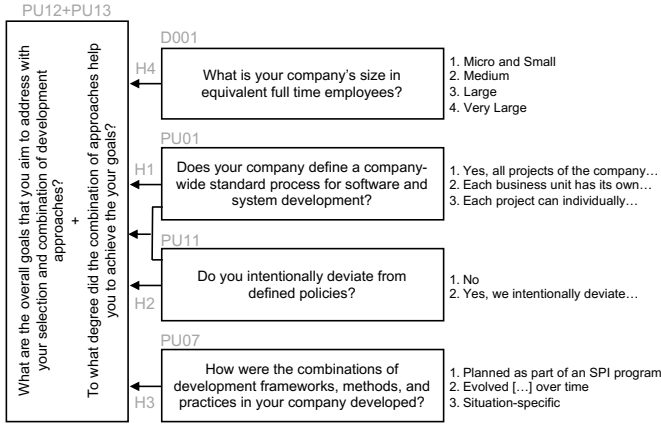 PU12+PU13
What are the overall goals that you aim to address with
your selection and combination of development
approaches?
+
To what degree did the combination of approaches help
you to achieve the your goals?
D001
H4
What is your company's size in
equivalent full time employees?
1. Micro and Small
2. Medium
3. Large
4. Very Large
PU01
H1
Does your company define a company-
wide standard process for software and
system development?
1. Yes, all projects of the company…
2. Each business unit has its own…
3. Each project can individually…
PU11
H2
Do you intentionally deviate from
defined policies?
1. No
2. Yes, we intentionally deviate…
PU07
H3
How were the combinations of
development frameworks, methods, and
practices in your company developed?
1. Planned as part of an SPI program
2. Evolved […] over time
3. Situation-specific